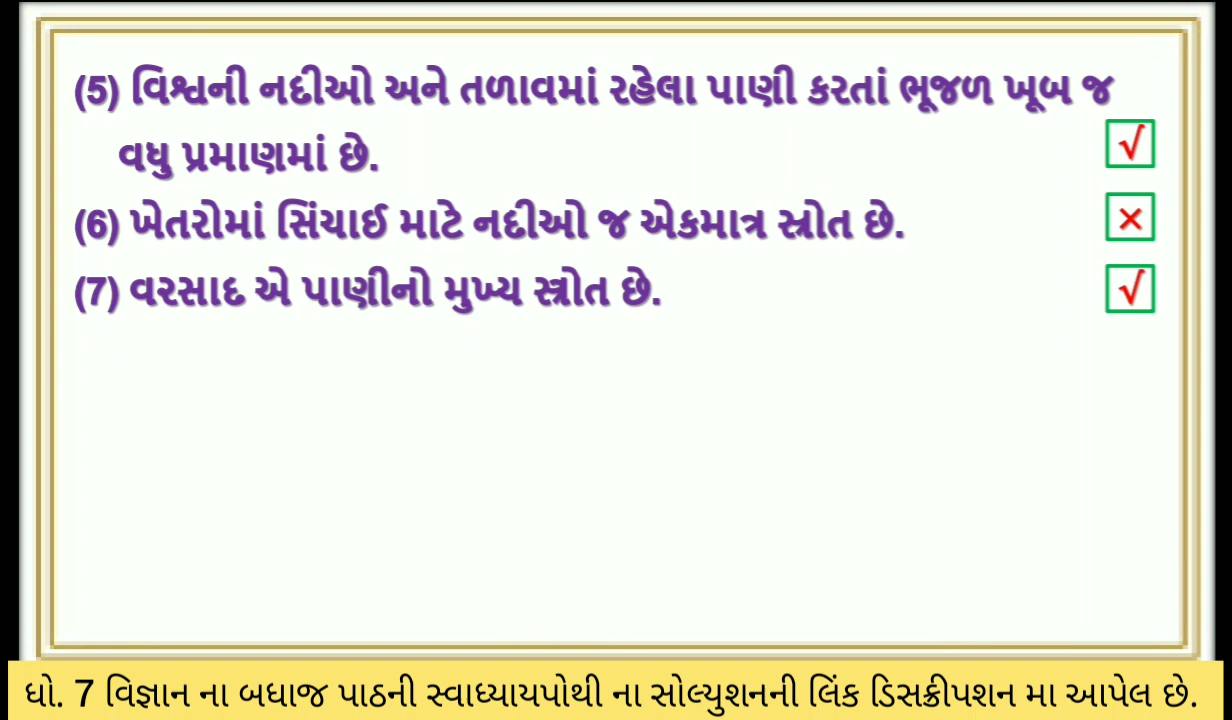 (5) વિશ્વની નદીઓ અને તળાવમાં રહેલા પાણી કરતાં ભૂજળ ખૂબ જ
વધુ પ્રમાણમાં છે. √
(6) ખેતરોમાં સિંચાઈ માટે નદીઓ જ એકમાત્ર સ્ત્રોત છે. ×
(7) વરસાદ એ પાણીનો મુખ્ય સ્ત્રોત છે. √
ધો. 7 વિજ્ઞાન ના બધાજ પાઠની સ્વાધ્યાયપોથી ના સોલ્યુશનની લિંક ડિસક્રીપશન મા આપેલ છે.